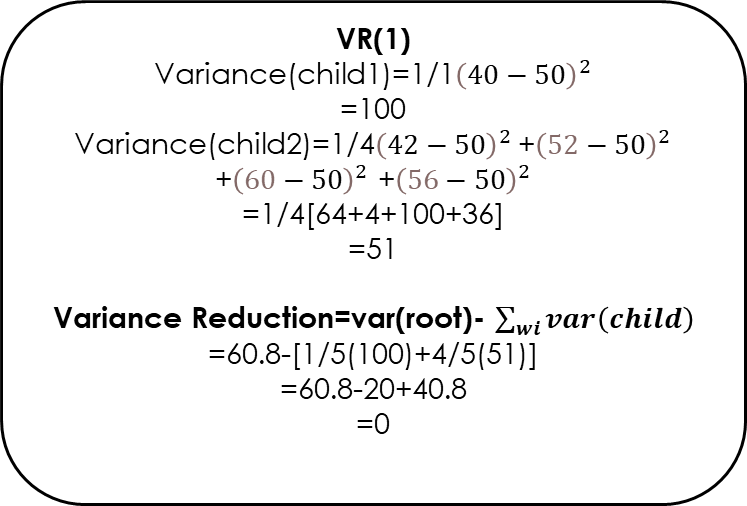 VR(1)
Variance(child1)=1/1(40 − 50)²
=100
Variance(child2)=1/4(42 − 50)² +(52 − 50)²
+(60 − 50)² +(56 − 50)²
=1/4[64+4+100+36]
=51
Variance Reduction=var(root)- ∑wi var(child)
=60.8-[1/5(100)+4/5(51)]
=60.8-20+40.8
=0